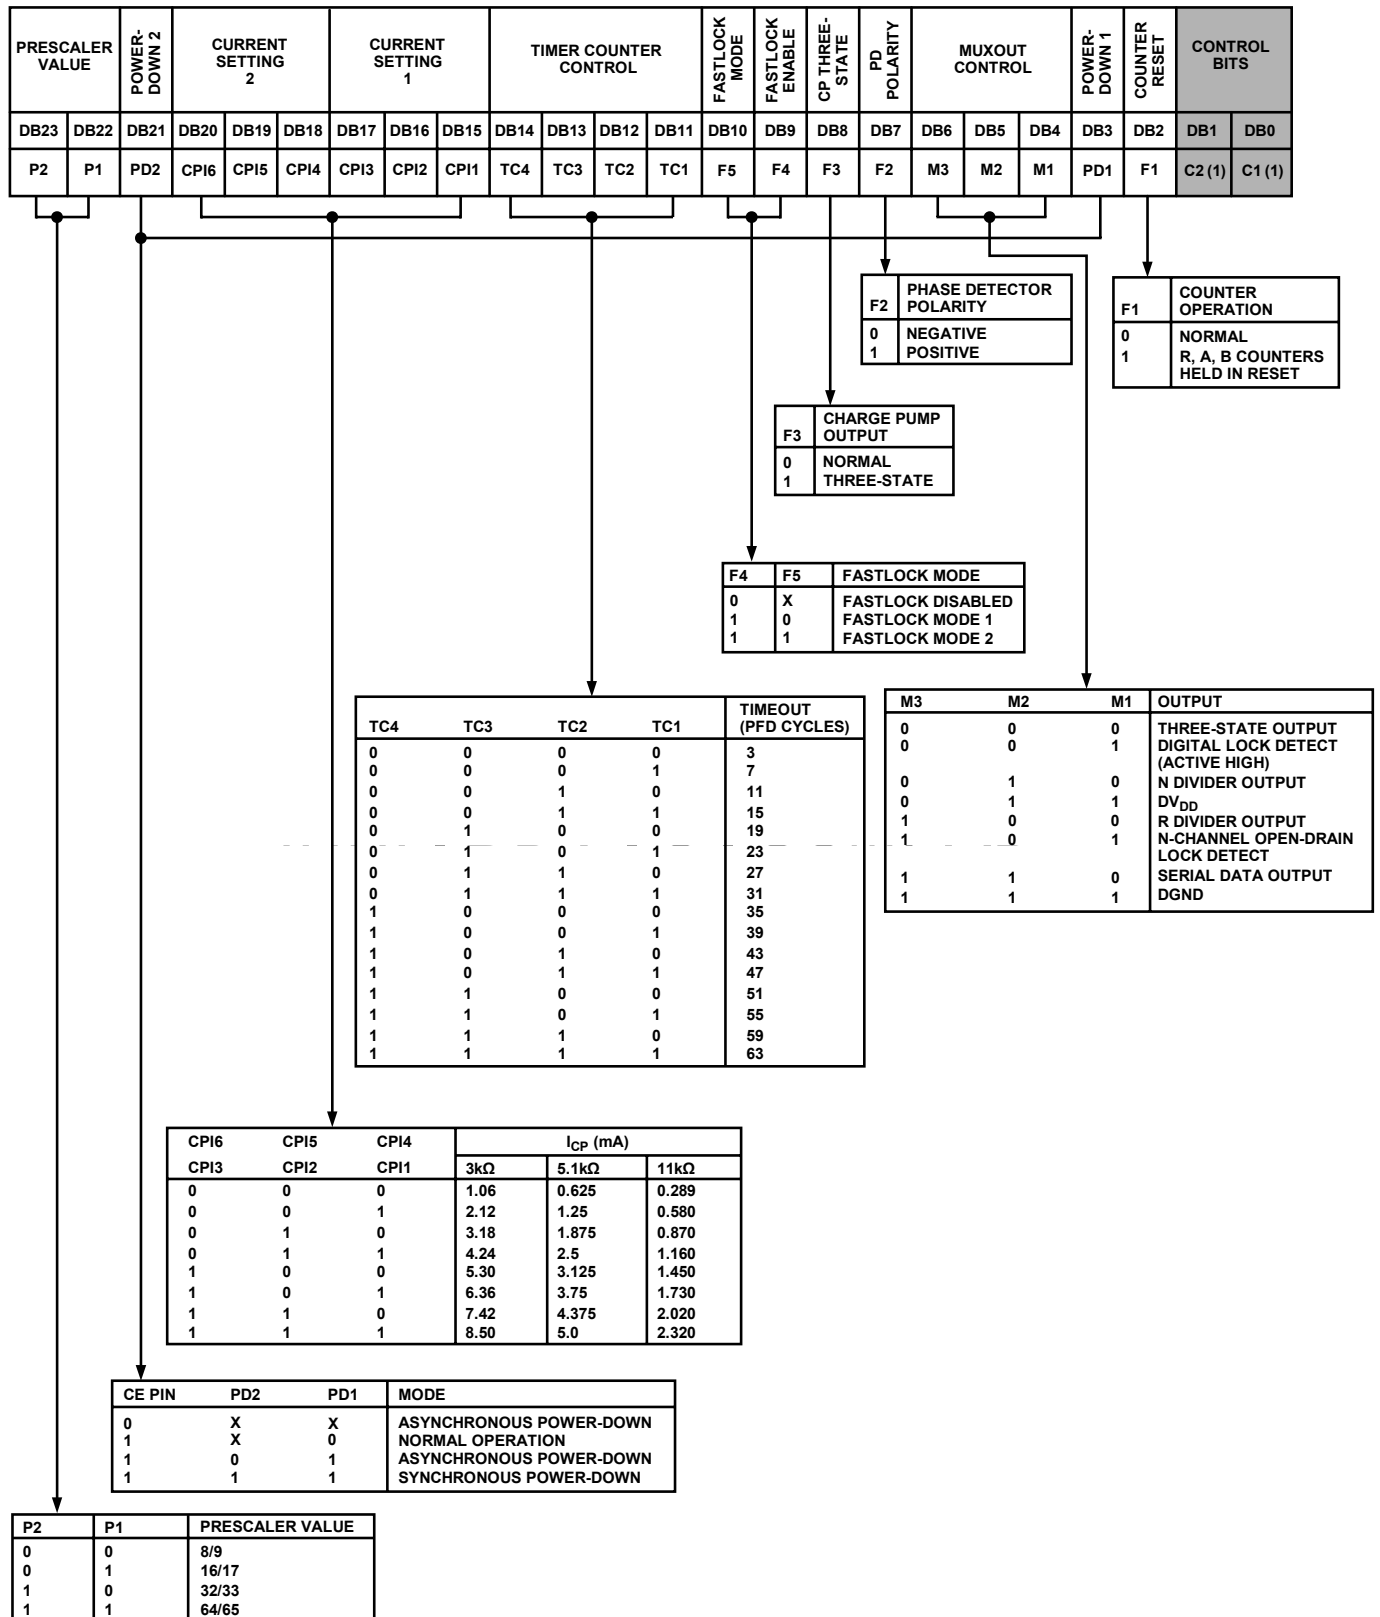 PRESCALER VALUE
POWER-DOWN 2
CURRENT SETTING 2
CURRENT SETTING 1
TIMER COUNTER CONTROL
FASTLOCK MODE
FASTLOCK ENABLE
CP THREE-STATE
PD POLARITY
MUXOUT CONTROL
POWER-DOWN 1
COUNTER RESET
CONTROL BITS
DB23 DB22 DB21 DB20 DB19 DB18 DB17 DB16 DB15 DB14 DB13 DB12 DB11 DB10 DB9 DB8 DB7 DB6 DB5 DB4 DB3 DB2 DB1 DB0
P2 P1 PD2 CPI6 CPI5 CPI4 CPI3 CPI2 CPI1 TC4 TC3 TC2 TC1 F5 F4 F3 F2 M3 M2 M1 PD1 F1 C2 (1) C1 (1)
F2 PHASE DETECTOR POLARITY
0 NEGATIVE
1 POSITIVE
F1 COUNTER OPERATION
0 NORMAL
1 R, A, B COUNTERS
HELD IN RESET
F3 CHARGE PUMP OUTPUT
0 NORMAL
1 THREE-STATE
F4 F5 FASTLOCK MODE
0 X FASTLOCK DISABLED
1 0 FASTLOCK MODE 1
1 1 FASTLOCK MODE 2
TC4 TC3 TC2 TC1 TIMEOUT (PFD CYCLES)
0 0 0 0 3
0 0 0 1 7
0 0 1 0 11
0 0 1 1 15
0 1 0 0 19
0 1 0 1 23
0 1 1 0 27
0 1 1 1 31
1 0 0 0 35
1 0 0 1 39
1 0 1 0 43
1 0 1 1 47
1 1 0 0 51
1 1 0 1 55
1 1 1 0 59
1 1 1 1 63
M3 M2 M1 OUTPUT
0 0 0 THREE-STATE OUTPUT
0 0 1 DIGITAL LOCK DETECT
(ACTIVE HIGH)
0 1 0 N DIVIDER OUTPUT
0 1 1 DVDD
1 0 0 R DIVIDER OUTPUT
1 0 1 N-CHANNEL OPEN-DRAIN
LOCK DETECT
1 1 0 SERIAL DATA OUTPUT
1 1 1 DGND
CPI6 CPI5 CPI4 ICP (mA)
CPI3 CPI2 CPI1 3kΩ 5.1kΩ 11kΩ
0 0 0 1.06 0.625 0.289
0 0 1 2.12 1.25 0.580
0 1 0 3.18 1.875 0.870
0 1 1 4.24 2.5 1.160
1 0 0 5.30 3.125 1.450
1 0 1 6.36 3.75 1.730
1 1 0 7.42 4.375 2.020
1 1 1 8.50 5.0 2.320
CE PIN PD2 PD1 MODE
0 X X ASYNCHRONOUS POWER-DOWN
1 X 0 NORMAL OPERATION
1 0 1 ASYNCHRONOUS POWER-DOWN
1 1 1 SYNCHRONOUS POWER-DOWN
P2 P1 PRESCALER VALUE
0 0 8/9
0 1 16/17
1 0 32/33
1 1 64/65